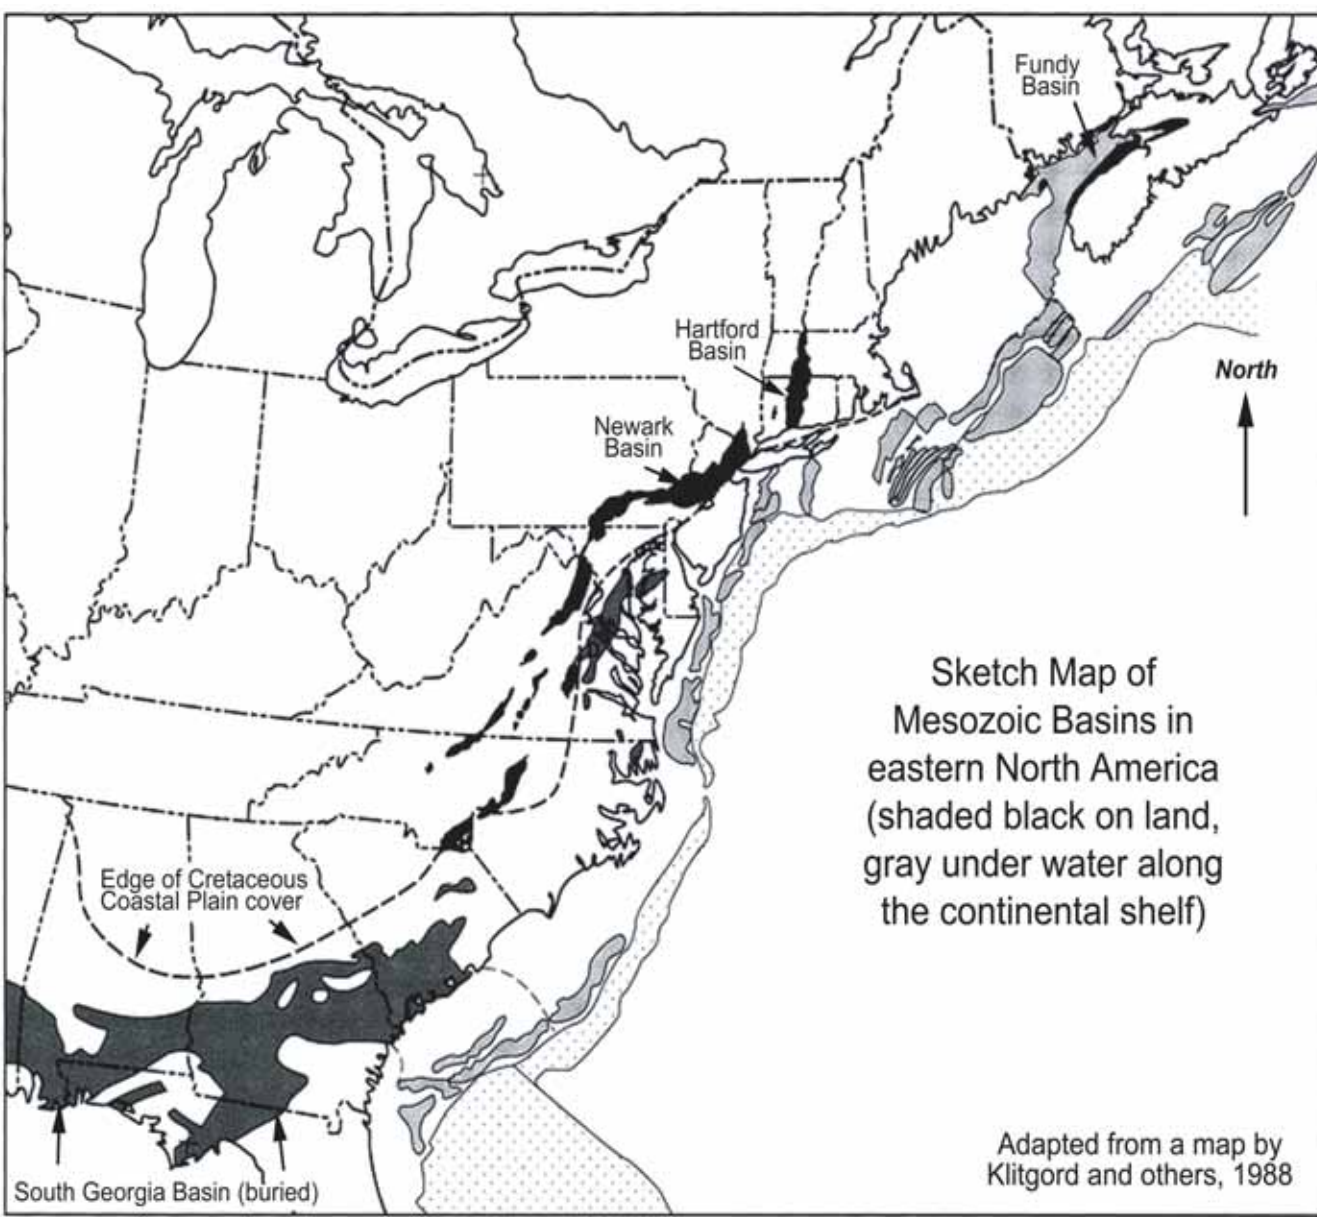 Fundy
Basin
Hartford
Basin
North
Newark
Basin
Sketch Map of
Mesozoic Basins in
eastern North America
(shaded black on land,
gray under water along
the continental shelf)
Edge of Cretaceous
Coastal Plain cover
Adapted from a map by
Klitgord and others, 1988
South Georgia Basin (buried)